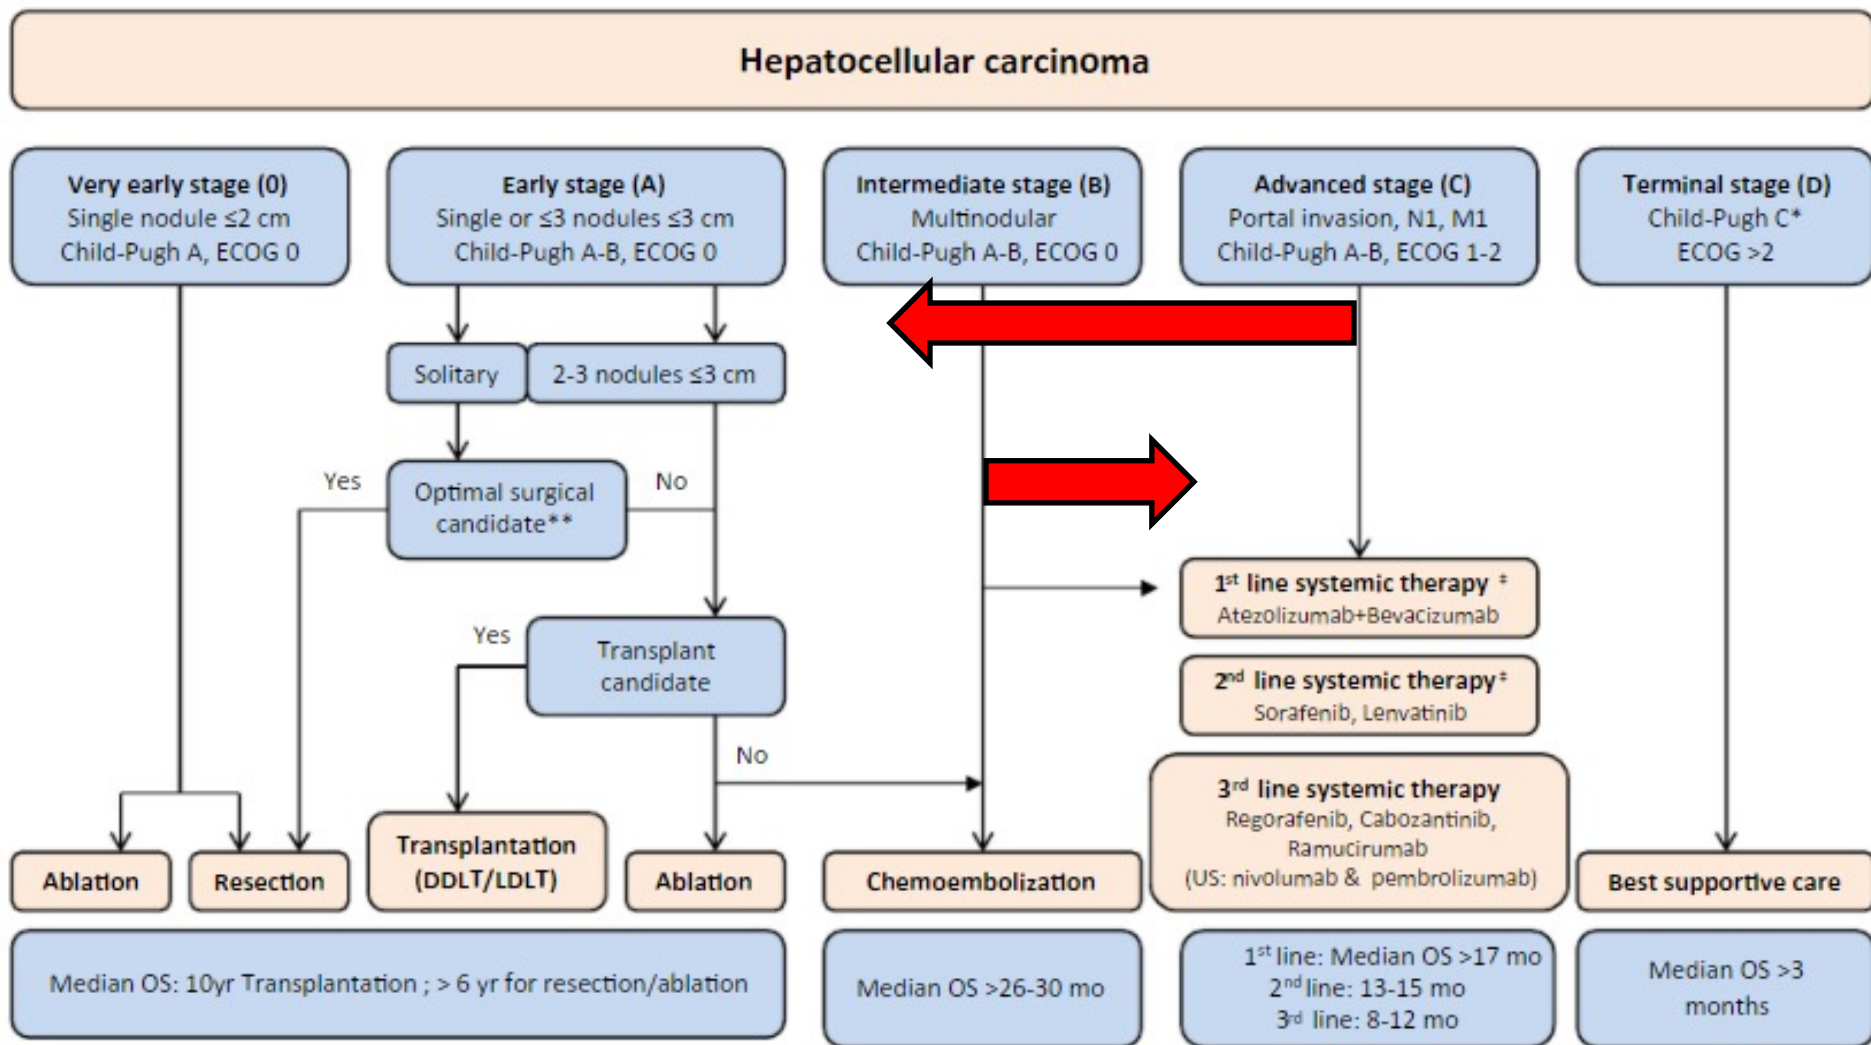 Hepatocellular carcinoma
Very early stage (0)
Single nodule ≤2 cm
Child-Pugh A, ECOG 0
Early stage (A)
Single or ≤3 nodules ≤3 cm
Child-Pugh A-B, ECOG 0
Intermediate stage (B)
Multinodular
Child-Pugh A-B, ECOG 0
Advanced stage (C)
Portal invasion, N1, M1
Child-Pugh A-B, ECOG 1-2
Terminal stage (D)
Child-Pugh C*
ECOG >2
Solitary
2-3 nodules ≤3 cm
Yes
Optimal surgical
candidate**
No
Yes
Transplant
candidate
No
1st line systemic therapy ‡
Atezolizumab+Bevacizumab
2nd line systemic therapy‡
Sorafenib, Lenvatinib
3rd line systemic therapy
Regorafenib, Cabozantinib,
Ramucirumab
(US: nivolumab & pembrolizumab)
Ablation
Resection
Transplantation
(DDLT/LDLT)
Ablation
Chemoembolization
Best supportive care
Median OS: 10yr Transplantation ; > 6 yr for resection/ablation
Median OS >26-30 mo
1st line: Median OS >17 mo
2nd line: 13-15 mo
3rd line: 8-12 mo
Median OS >3
months